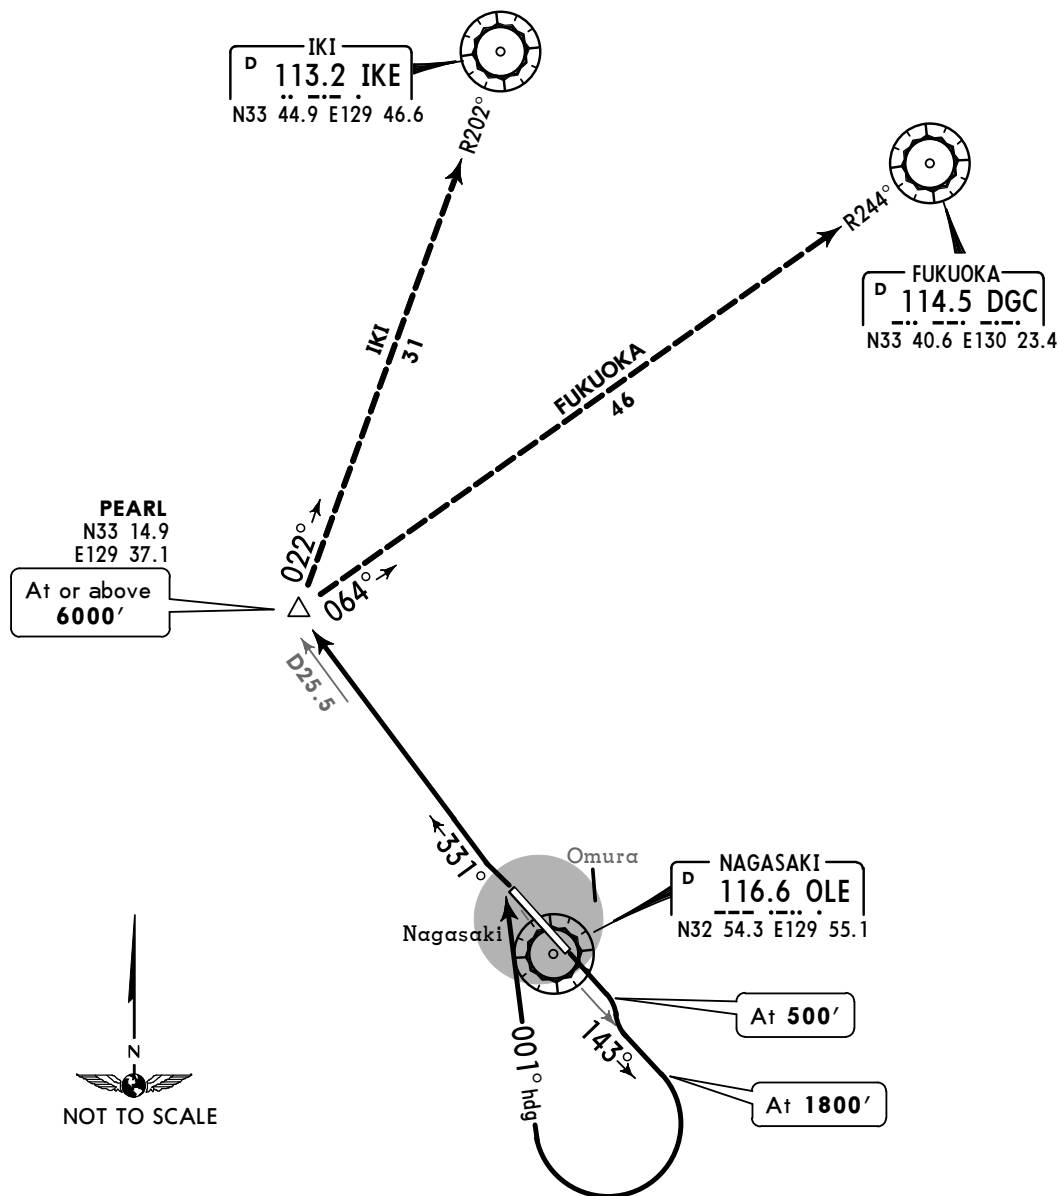 IKI
D 113.2 IKE
N33 44.9 E129 46.6
R202°
R244°
FUKUOKA
D 114.5 DGC
N33 40.6 E130 23.4
IKI
31
FUKUOKA
46
PEARL
N33 14.9
E129 37.1
At or above
6000'
022°
064°
D25.5
331°
Omura
Nagasaki
NAGASAKI
D 116.6 OLE
N32 54.3 E129 55.1
At 500'
143°
001° hdg
At 1800'
N
NOT TO SCALE